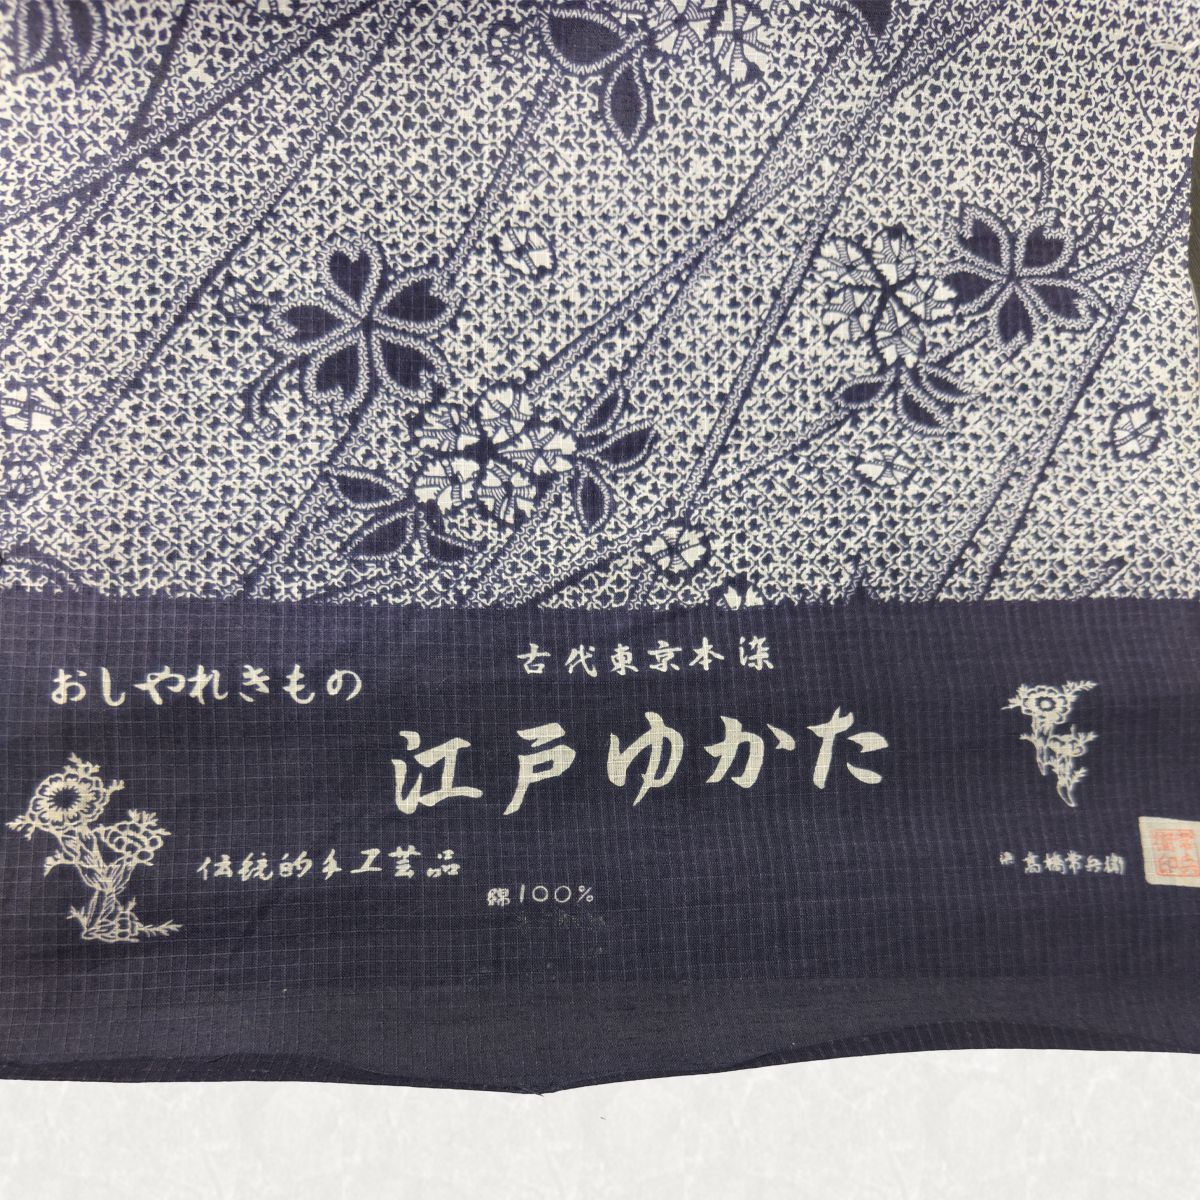 古代東京本染
おしやれきもの
江戸ゆかた
伝統的手工芸品
綿100%
高橋常兵衛